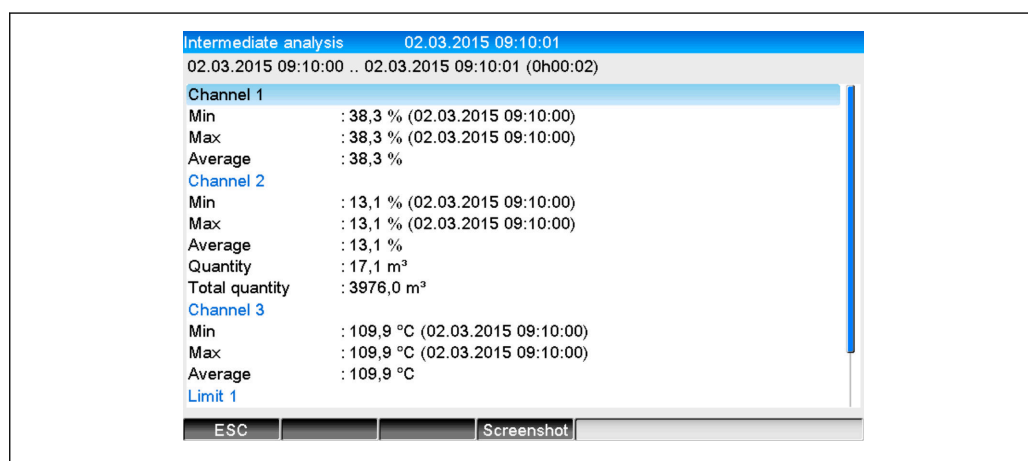 Intermediate analysis 02.03.2015 09:10:01
02.03.2015 09:10:00 .. 02.03.2015 09:10:01 (0h00:02)
Channel 1
Min : 38,3 % (02.03.2015 09:10:00)
Max : 38,3 % (02.03.2015 09:10:00)
Average : 38,3 %
Channel 2
Min : 13,1 % (02.03.2015 09:10:00)
Max : 13,1 % (02.03.2015 09:10:00)
Average : 13,1 %
Quantity : 17,1 m³
Total quantity : 3976,0 m³
Channel 3
Min : 109,9 °C (02.03.2015 09:10:00)
Max : 109,9 °C (02.03.2015 09:10:00)
Average : 109,9 °C
Limit 1
ESC Screenshot